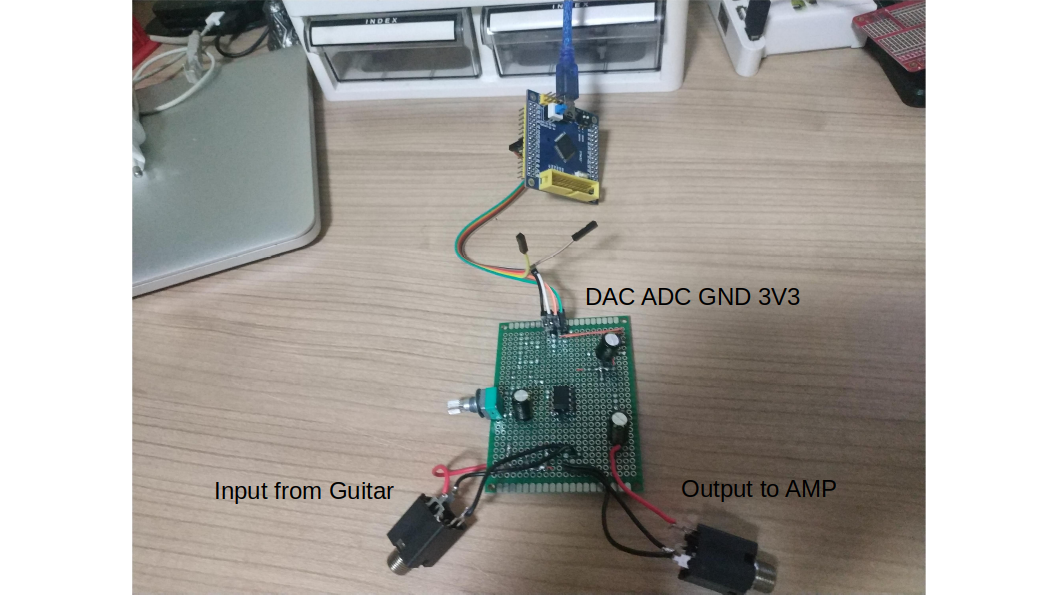 INDEX
INDEX
DAC ADC GND 3V3
Input from Guitar
Output to AMP